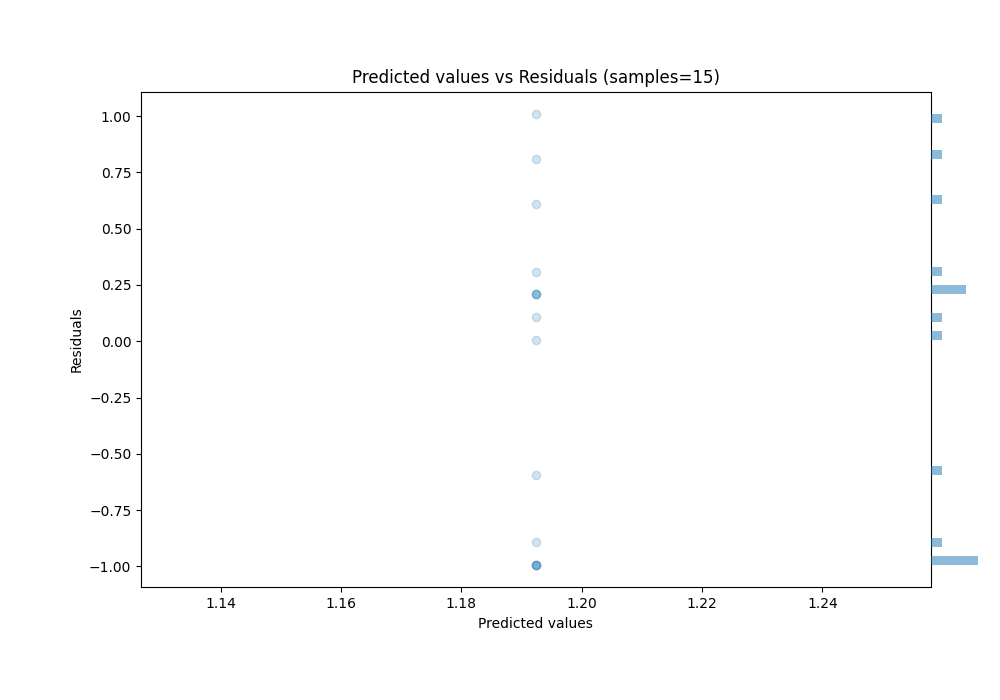 Predicted values vs Residuals (samples=15)
1.00
0.75
0.50
0.25
0.00
−0.25
−0.50
−0.75
−1.00
Residuals
1.14 1.16 1.18 1.20 1.22 1.24
Predicted values